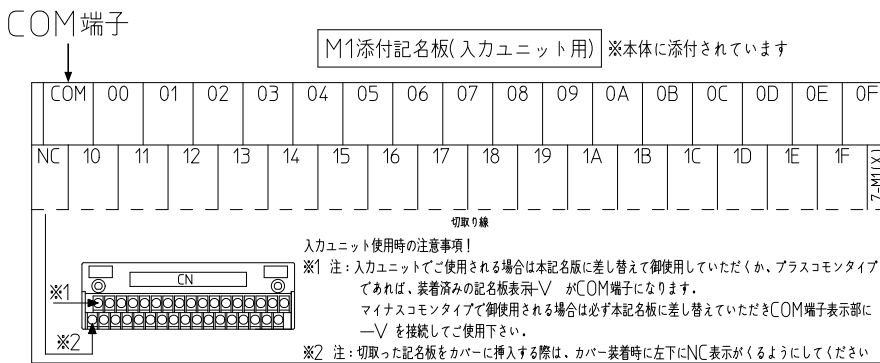 COM端子
M1添付記名板(入力ユニット用) ※本体に添付されています
COM 00 01 02 03 04 05 06 07 08 09 0A 0B 0C 0D 0E 0F
NC 10 11 12 13 14 15 16 17 18 19 1A 1B 1C 1D 1E 1F 7-M1(X)
切取り線
入力ユニット使用時の注意事項!
※1 注:入力ユニットでご使用される場合は本記名版に差し替えて御使用していただくか、プラスコモンタイプ
であれば、装着済みの記名板表示+V がCOM端子になります。
マイナスコモンタイプで御使用される場合は必ず本記名板に差し替えていただきCOM端子表示部に
—V を接続してご使用下さい。
※2 注:切取った記名板をカバーに挿入する際は、カバー装着時に左下にNC表示がくるようにしてください
CN
※1
※2